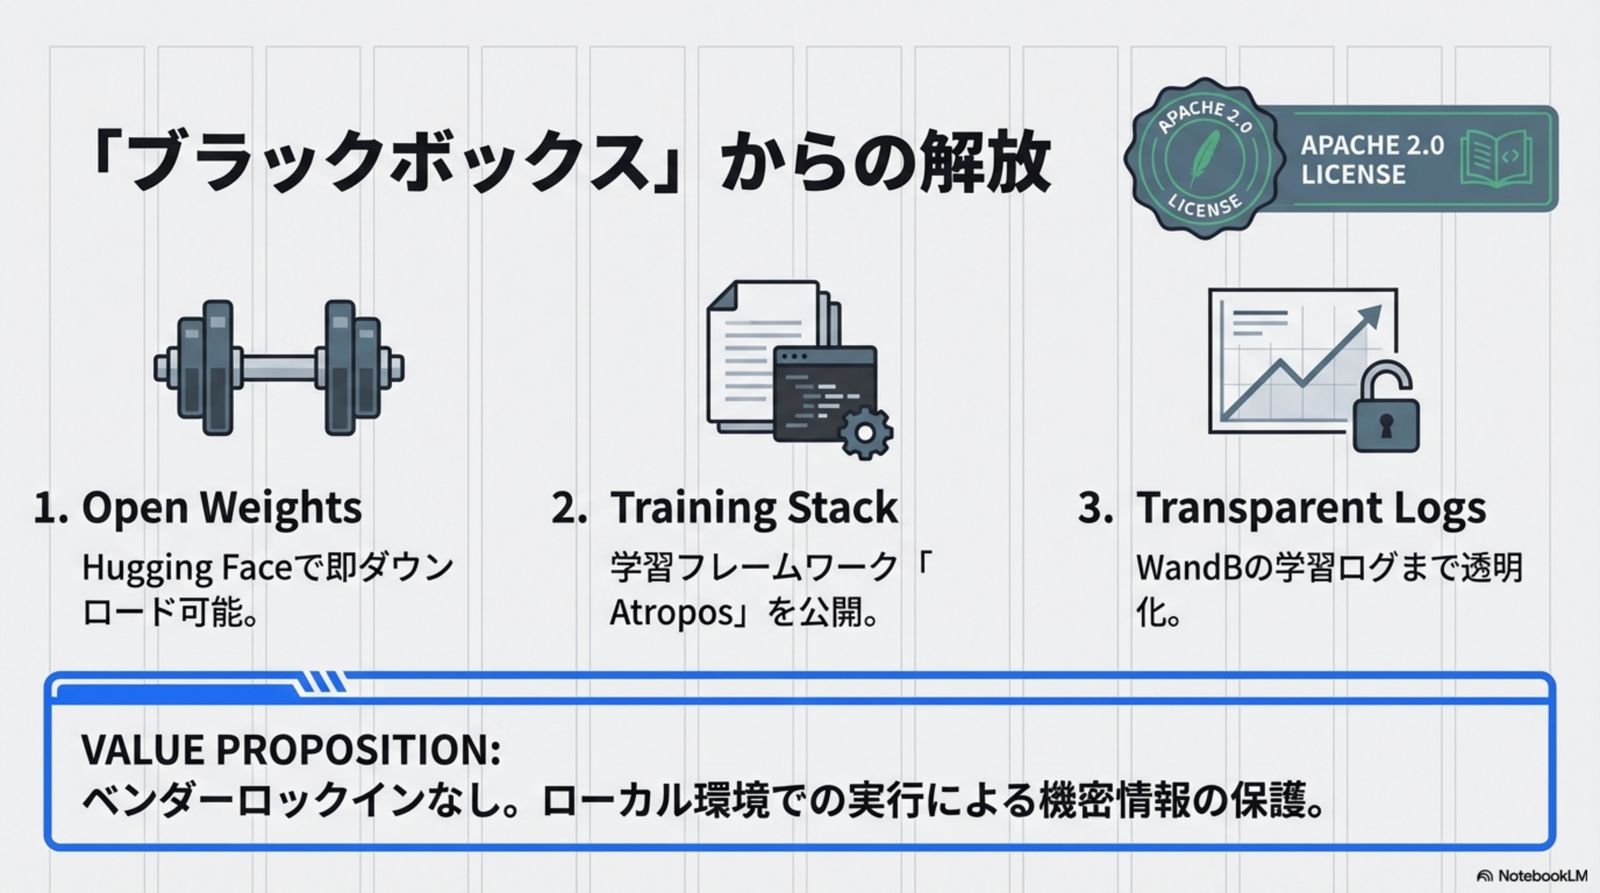 「ブラックボックス」からの解放
APACHE 2.0
LICENSE
APACHE 2.0
LICENSE
1. Open Weights
Hugging Faceで即ダウン
ロード可能。
2. Training Stack
学習フレームワーク「
Atropos」を公開。
3. Transparent Logs
WandBの学習ログまで透明
化。
VALUE PROPOSITION:
ベンダーロックインなし。ローカル環境での実行による機密情報の保護。
NotebookLM